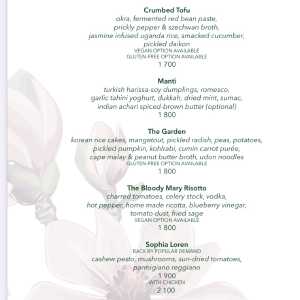 Crumbed Tofu
okra, fermented red bean paste,
prickly pepper & szechwan broth,
jasmine infused uganda rice, smacked cucumber,
pickled daikon
VEGAN OPTION AVAILABLE
GLUTEN-FREE OPTION AVAILABLE
1 700
Manti
turkish harissa-soy dumplings, romesco,
garlic tahini yoghurt, dukkah, dried mint, sumac,
indian achari spiced-brown butter (optional)
1 800
The Garden
korean rice cakes, mangetout, pickled radish, peas, potatoes,
pickled pumpkin, kohlrabi, cumin carrot purée,
cape malay & peanut butter broth, udon noodles
GLUTEN-FREE OPTION AVAILABLE
1 800
The Bloody Mary Risotto
charred tomatoes, celery stock, vodka,
hot pepper, home made ricotta, blueberry vinegar,
tomato dust, fried sage
VEGAN OPTION AVAILABLE
1 800
Sophia Loren
BACK BY POPULAR DEMAND
cashew pesto, mushrooms, sun-dried tomatoes,
parmigiano reggiano
1 900
WITH CHICKEN
2 100